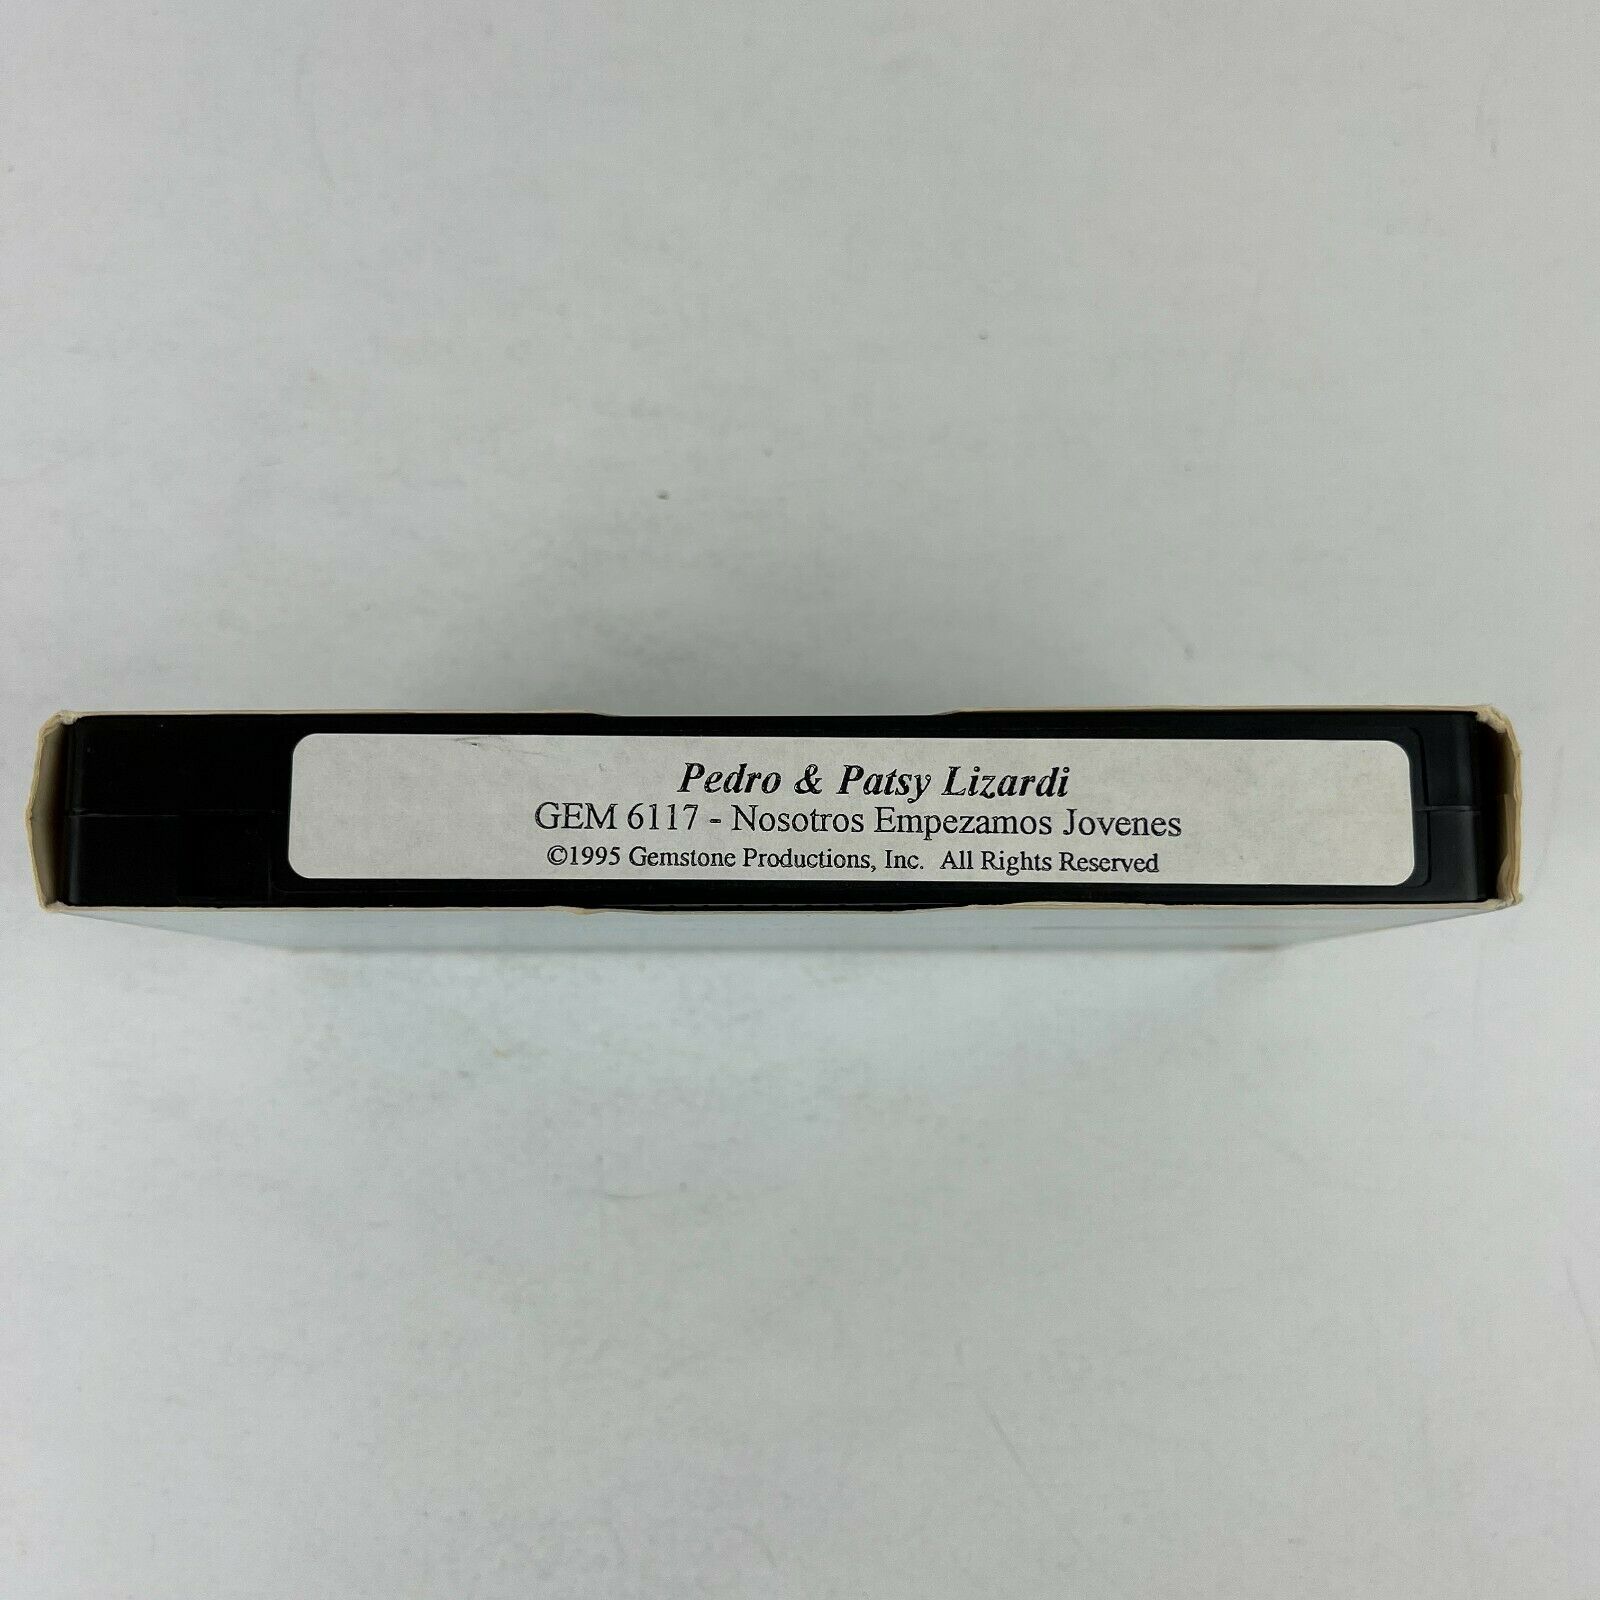 Pedro & Patsy Lizardi
GEM 6117 - Nosotros Empezamos Jovenes
©1995 Gemstone Productions, Inc. All Rights Reserved